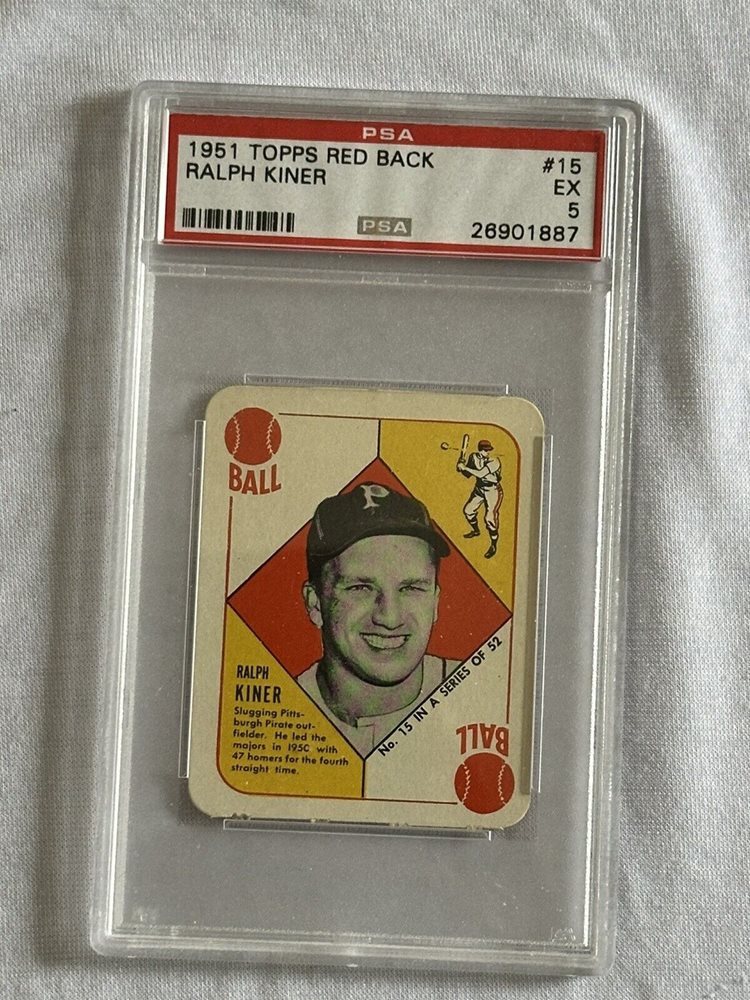 PSA
1951 TOPPS RED BACK #15
RALPH KINER EX
5
PSA 26901887
BALL
P
RALPH
KINER
Slugging Pitts-
burgh Pirate out-
fielder. He led the
majors in 1950 with
47 homers for the fourth
straight time.
No. 15 IN A SERIES OF 52
BALL